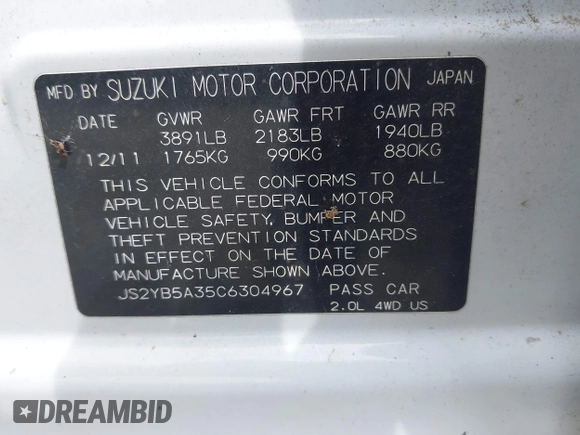 MFD BY SUZUKI MOTOR CORPORATION JAPAN
DATE GVWR GAWR FRT GAWR RR
3891LB 2183LB 1940LB
12/11 1765KG 990KG 880KG
THIS VEHICLE CONFORMS TO ALL
APPLICABLE FEDERAL MOTOR
VEHICLE SAFETY, BUMPER AND
THEFT PREVENTION STANDARDS
IN EFFECT ON THE DATE OF
MANUFACTURE SHOWN ABOVE.
JS2YB5A35C6304967 PASS CAR
2.0L 4WD US
DREAMBID